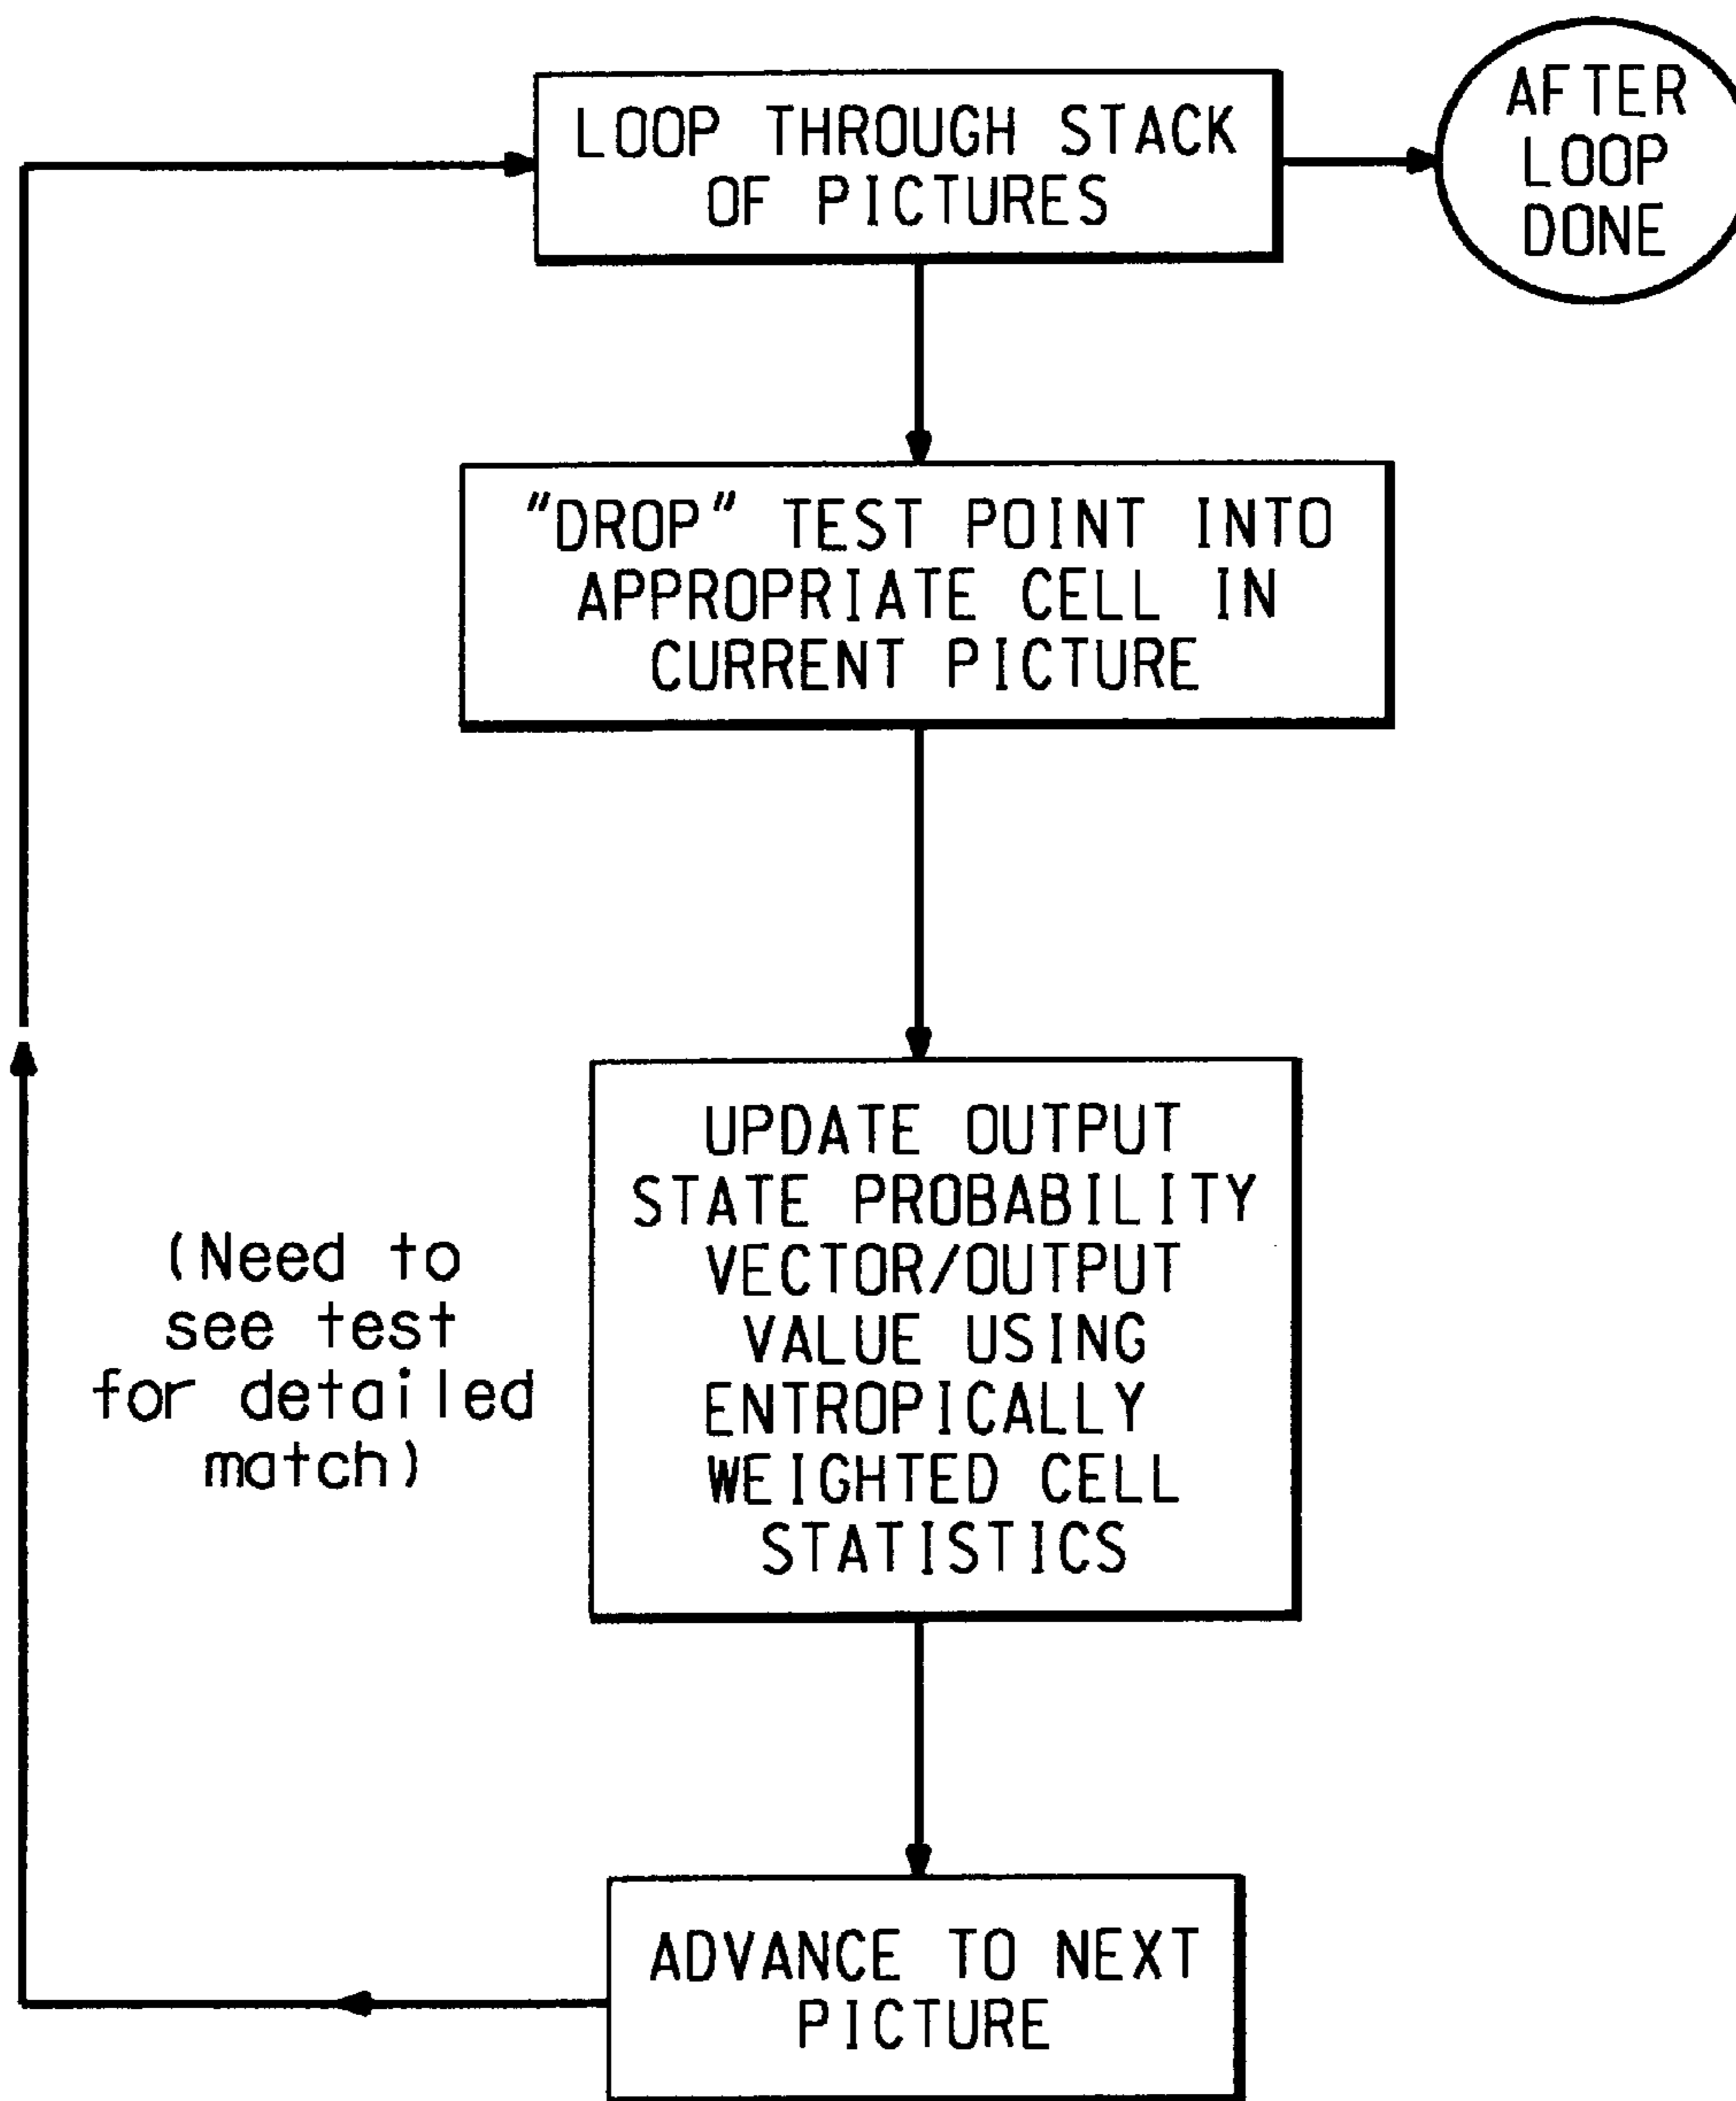 LOOP THROUGH STACK
OF PICTURES
AFTER
LOOP
DONE
"DROP" TEST POINT INTO
APPROPRIATE CELL IN
CURRENT PICTURE
UPDATE OUTPUT
STATE PROBABILITY
VECTOR/OUTPUT
VALUE USING
ENTROPICALLY
WEIGHTED CELL
STATISTICS
(Need to
see test
for detailed
match)
ADVANCE TO NEXT
PICTURE